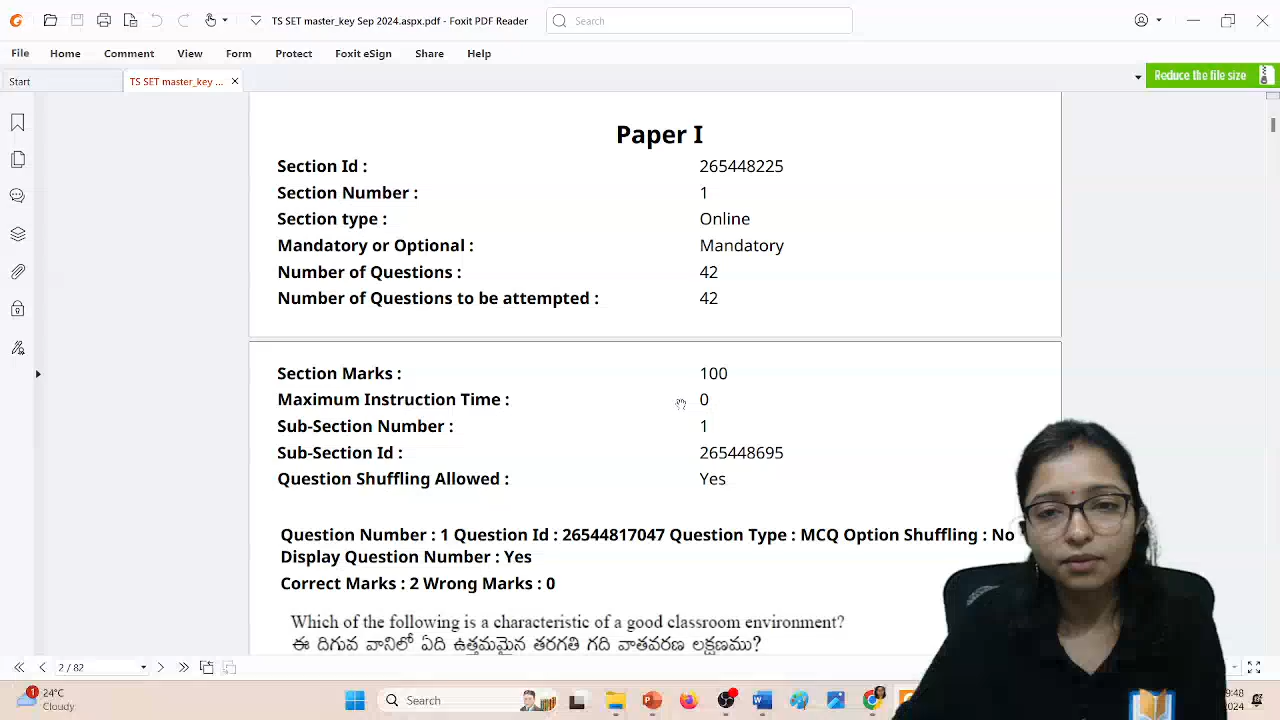 TS SET master_key Sep 2024.aspx.pdf - Foxit PDF Reader
Search
File Home Comment View Form Protect Foxit eSign Share Help
Start TS SET master_key ... Reduce the file size
Paper I
Section Id : 265448225
Section Number : 1
Section type : Online
Mandatory or Optional : Mandatory
Number of Questions : 42
Number of Questions to be attempted : 42
Section Marks : 100
Maximum Instruction Time : 0
Sub-Section Number : 1
Sub-Section Id : 265448695
Question Shuffling Allowed : Yes
Question Number : 1 Question Id : 26544817047 Question Type : MCQ Option Shuffling : No
Display Question Number : Yes
Correct Marks : 2 Wrong Marks : 0
Which of the following is a characteristic of a good classroom environment?
ఈ దిగువ వానిలో ఏది ఉత్తమమైన తరగతి గది వాతవరణ లక్షణము?
2 / 82
1 24°C
Cloudy
Search